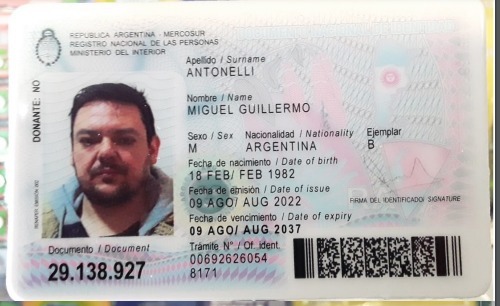 REPUBLICA ARGENTINA - MERCOSUR
REGISTRO NACIONAL DE LAS PERSONAS
MINISTERIO DEL INTERIOR
Apellido / Surname
ANTONELLI
Nombre / Name
MIGUEL GUILLERMO
Sexo / Sex Nacionalidad / Nationality Ejemplar
M ARGENTINA B
Fecha de nacimiento / Date of birth
18 FEB/ FEB 1982
Fecha de emisión / Date of issue
09 AGO/ AUG 2022
FIRMA DEL IDENTIFICADO/ SIGNATURE
Fecha de vencimiento / Date of expiry
09 AGO/ AUG 2037
Trámite N° / Of. ident.
00692626054
8171
DONANTE: NO
Documento / Document
29.138.927